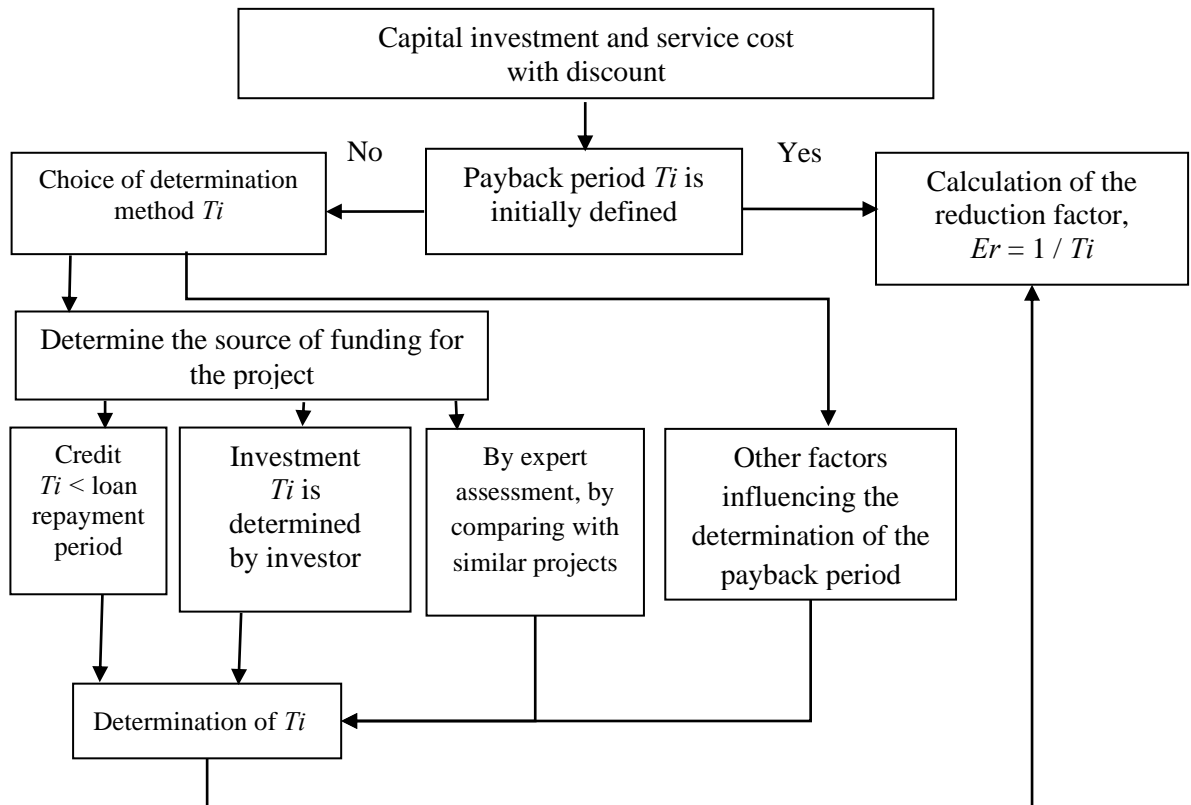 Capital investment and service cost
with discount
No
Yes
Choice of determination
method Ti
Payback period Ti is
initially defined
Calculation of the
reduction factor,
Er = 1 / Ti
Determine the source of funding for
the project
Credit
Ti < loan
repayment
period
Investment
Ti is
determined
by investor
By expert
assessment, by
comparing with
similar projects
Other factors
influencing the
determination of the
payback period
Determination of Ti